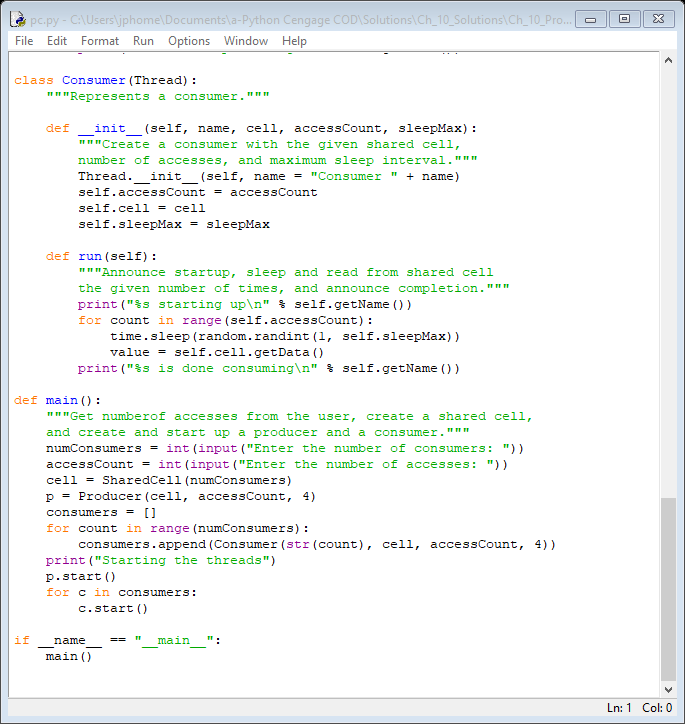 pc.py - C:\Users\jphome\Documents\a-Python Cengage COD\Solutions\Ch_10_Solutions\Ch_10_Pro...
File Edit Format Run Options Window Help
class Consumer(Thread):
    """Represents a consumer."""
    def __init__(self, name, cell, accessCount, sleepMax):
        """Create a consumer with the given shared cell,
        number of accesses, and maximum sleep interval."""
        Thread.__init__(self, name = "Consumer " + name)
        self.accessCount = accessCount
        self.cell = cell
        self.sleepMax = sleepMax
    def run(self):
        """Announce startup, sleep and read from shared cell
        the given number of times, and announce completion."""
        print("%s starting up\n" % self.getName())
        for count in range(self.accessCount):
            time.sleep(random.randint(1, self.sleepMax))
            value = self.cell.getData()
        print("%s is done consuming\n" % self.getName())
def main():
    """Get numberof accesses from the user, create a shared cell,
    and create and start up a producer and a consumer."""
    numConsumers = int(input("Enter the number of consumers: "))
    accessCount = int(input("Enter the number of accesses: "))
    cell = SharedCell(numConsumers)
    p = Producer(cell, accessCount, 4)
    consumers = []
    for count in range(numConsumers):
        consumers.append(Consumer(str(count), cell, accessCount, 4))
    print("Starting the threads")
    p.start()
    for c in consumers:
        c.start()
if __name__ == "__main__":
    main()
Ln: 1 Col: 0